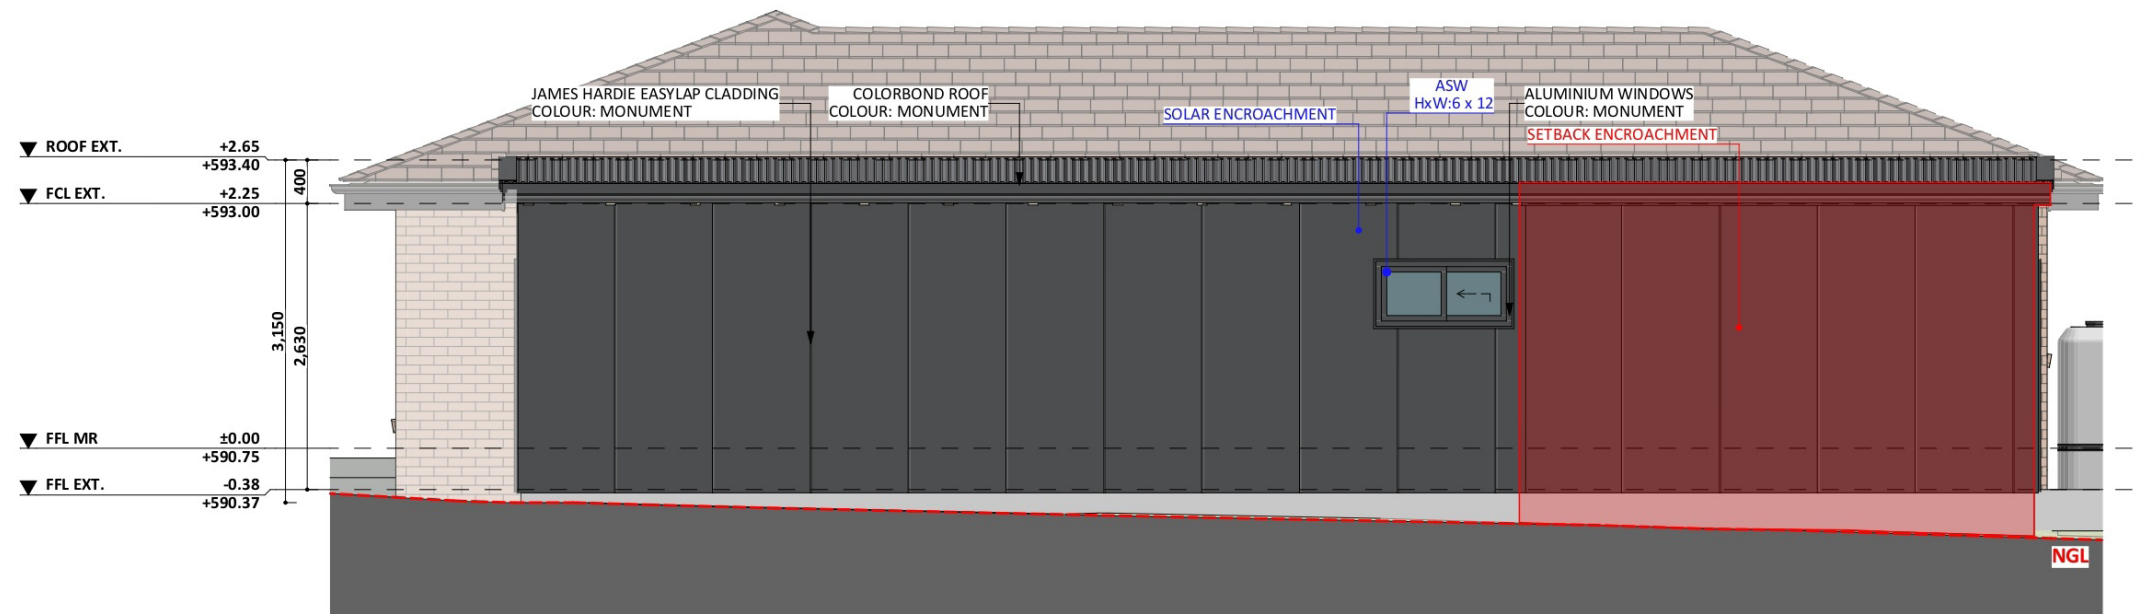 JAMES HARDIE EASYLAP CLADDING
COLOUR: MONUMENT
COLORBOND ROOF
COLOUR: MONUMENT
SOLAR ENCROACHMENT
ASW
HxW:6 x 12
ALUMINIUM WINDOWS
COLOUR: MONUMENT
SETBACK ENCROACHMENT
ROOF EXT. +2.65
+593.40
FCL EXT. +2.25
+593.00
FFL MR ±0.00
+590.75
FFL EXT. -0.38
+590.37
400
3,150
2,630
NGL